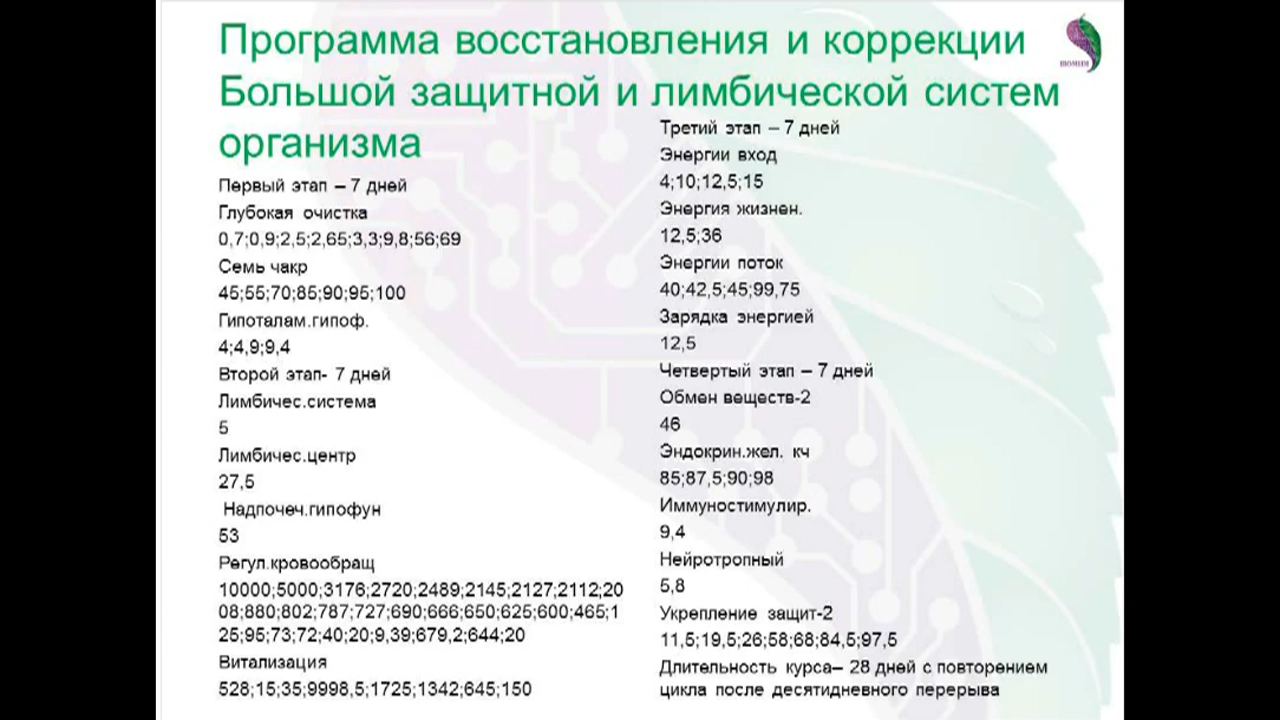 Программа восстановления и коррекции
Большой защитной и лимбической систем
организма
Первый этап – 7 дней
Глубокая очистка
0,7;0,9;2,5;2,65;3,3;9,8;56;69
Семь чакр
45;55;70;85;90;95;100
Гипоталам.гипоф.
4;4,9;9,4
Второй этап- 7 дней
Лимбичес.система
5
Лимбичес.центр
27,5
Надпочеч.гипофун
53
Регул.кровообращ
10000;5000;3176;2720;2489;2145;2127;2112;20
08;880;802;787;727;690;666;650;625;600;465;1
25;95;73;72;40;20;9,39;679,2;644;20
Витализация
528;15;35;9998,5;1725;1342;645;150
Третий этап – 7 дней
Энергии вход
4;10;12,5;15
Энергия жизнен.
12,5;36
Энергии поток
40;42,5;45;99,75
Зарядка энергией
12,5
Четвертый этап – 7 дней
Обмен веществ-2
46
Эндокрин.жел. кч
85;87,5;90;98
Иммуностимулир.
9,4
Нейротропный
5,8
Укрепление защит-2
11,5;19,5;26;58;68;84,5;97,5
Длительность курса– 28 дней с повторением
цикла после десятидневного перерыва